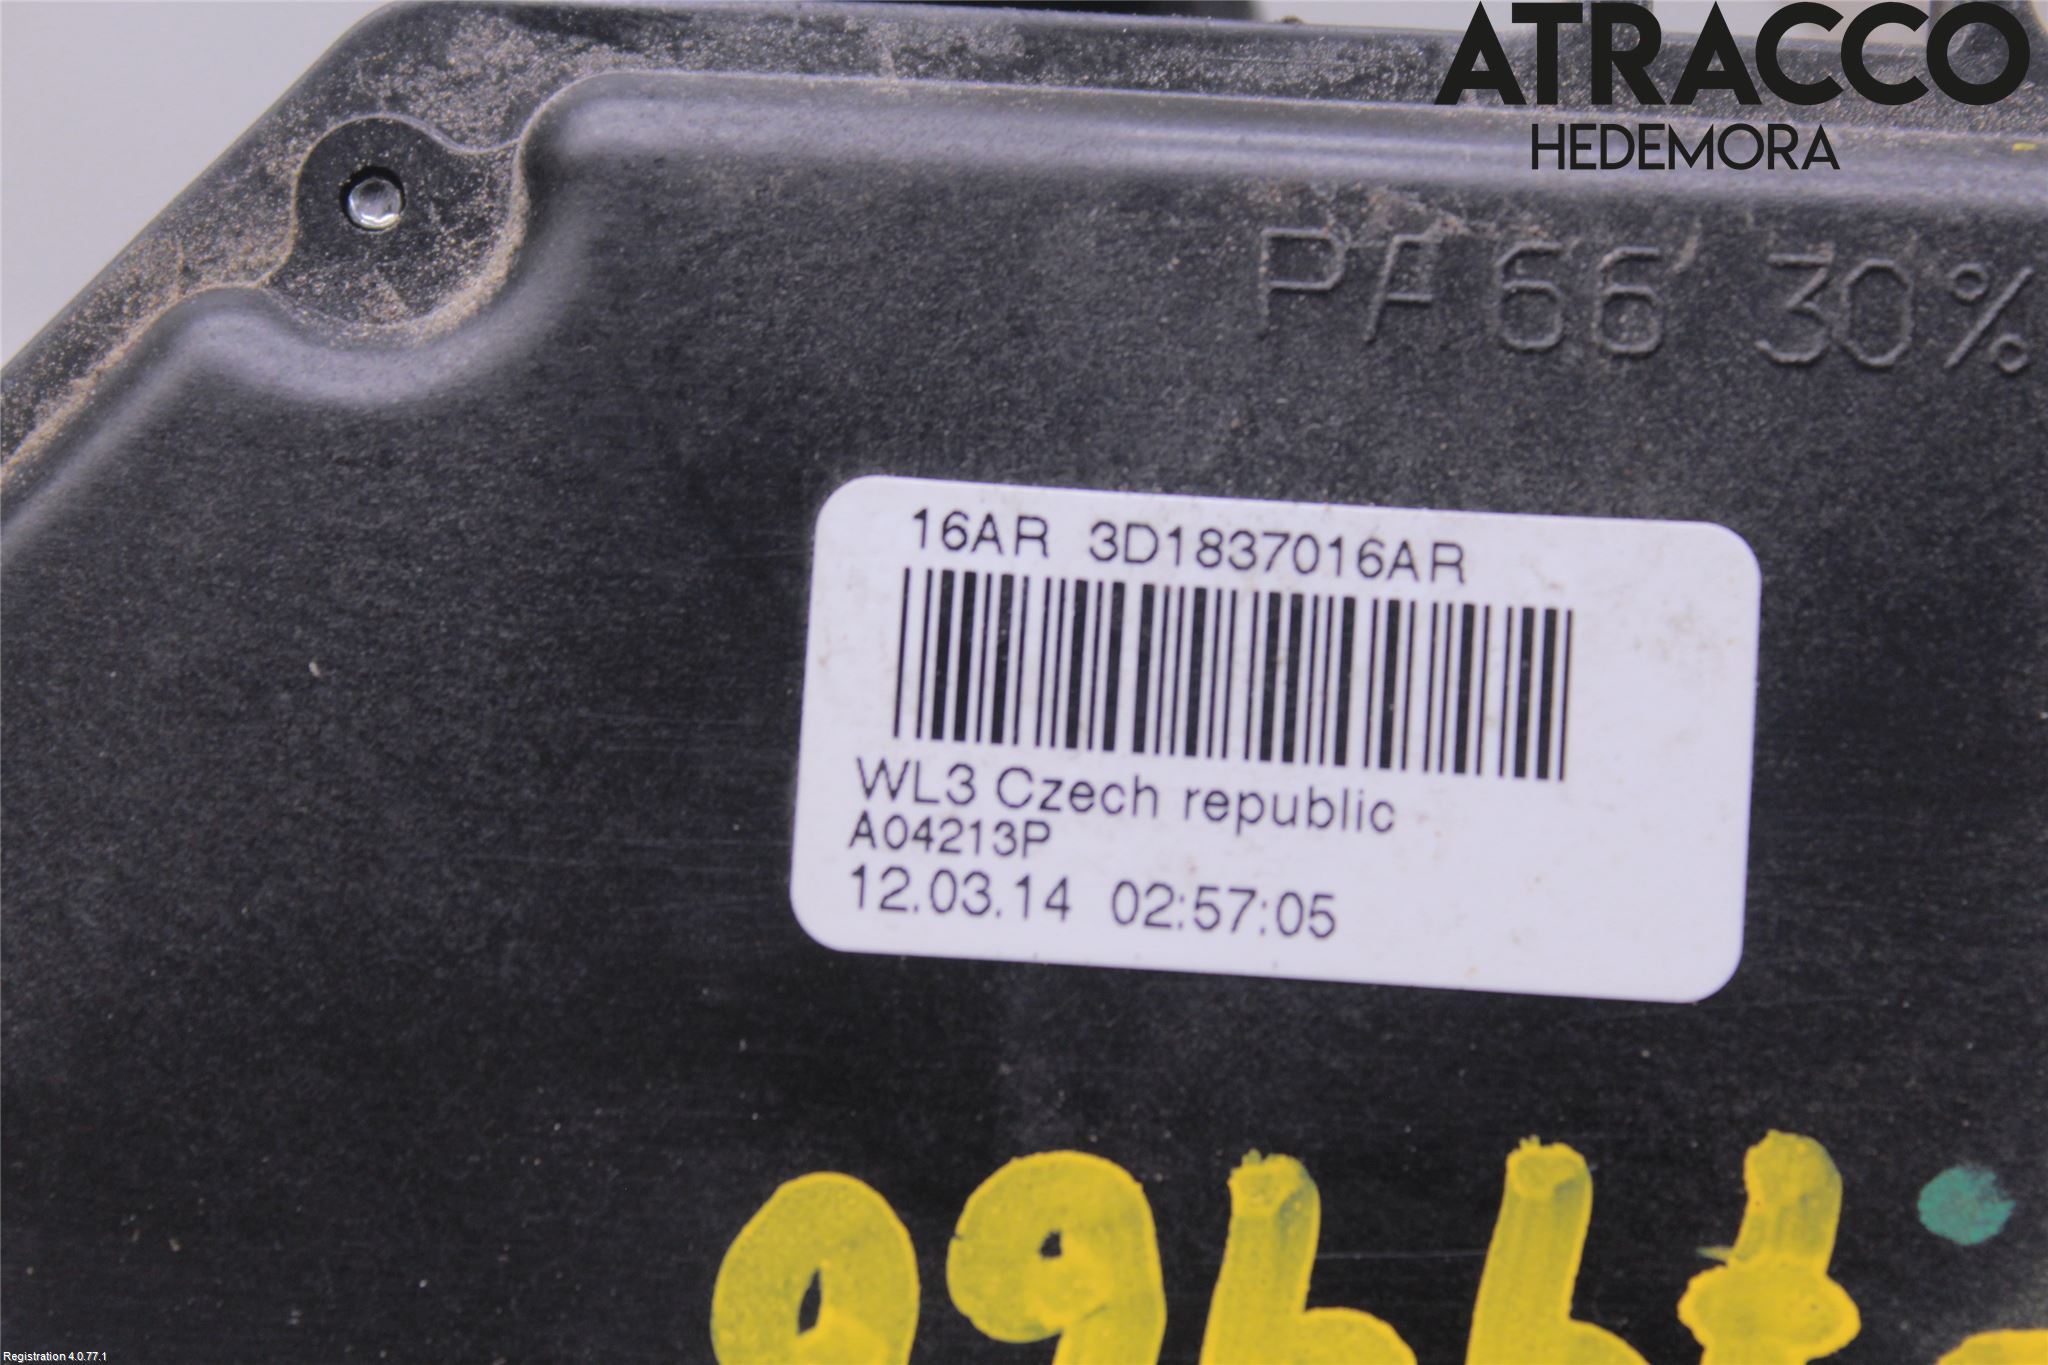 ATRACCO
HEDEMORA
PA 66 30%
16AR 3D1837016AR
WL3 Czech republic
A04213P
12.03.14 02:57:05
Registration 4.0.77.1